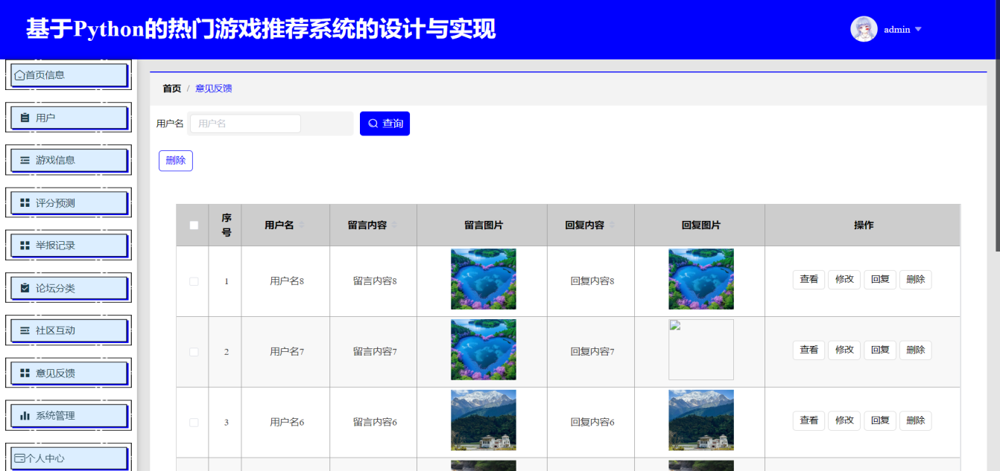 基于Python的热门游戏推荐系统的设计与实现
admin
首页信息
用户
游戏信息
评分预测
举报记录
论坛分类
社区互动
意见反馈
系统管理
个人中心
首页 / 意见反馈
用户名 用户名 查询
删除
序号 用户名 留言内容 留言图片 回复内容 回复图片 操作
1 用户名8 留言内容8 回复内容8 查看 修改 回复 删除
2 用户名7 留言内容7 回复内容7 查看 修改 回复 删除
3 用户名6 留言内容6 回复内容6 查看 修改 回复 删除